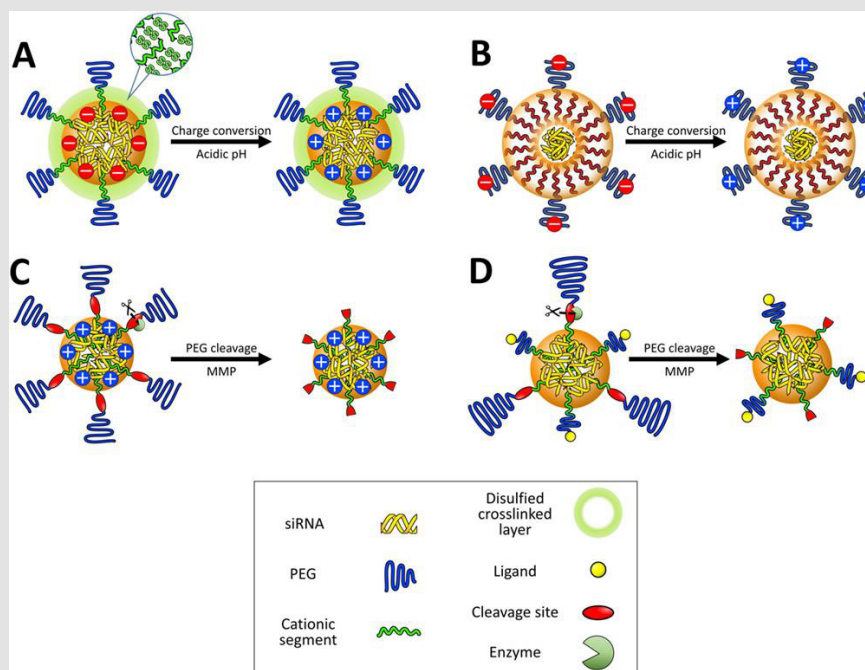 A
Charge conversion
Acidic pH
B
Charge conversion
Acidic pH
C
PEG cleavage
MMP
D
PEG cleavage
MMP
siRNA
PEG
Cationic
segment
Disulfied
crosslinked
layer
Ligand
Cleavage site
Enzyme